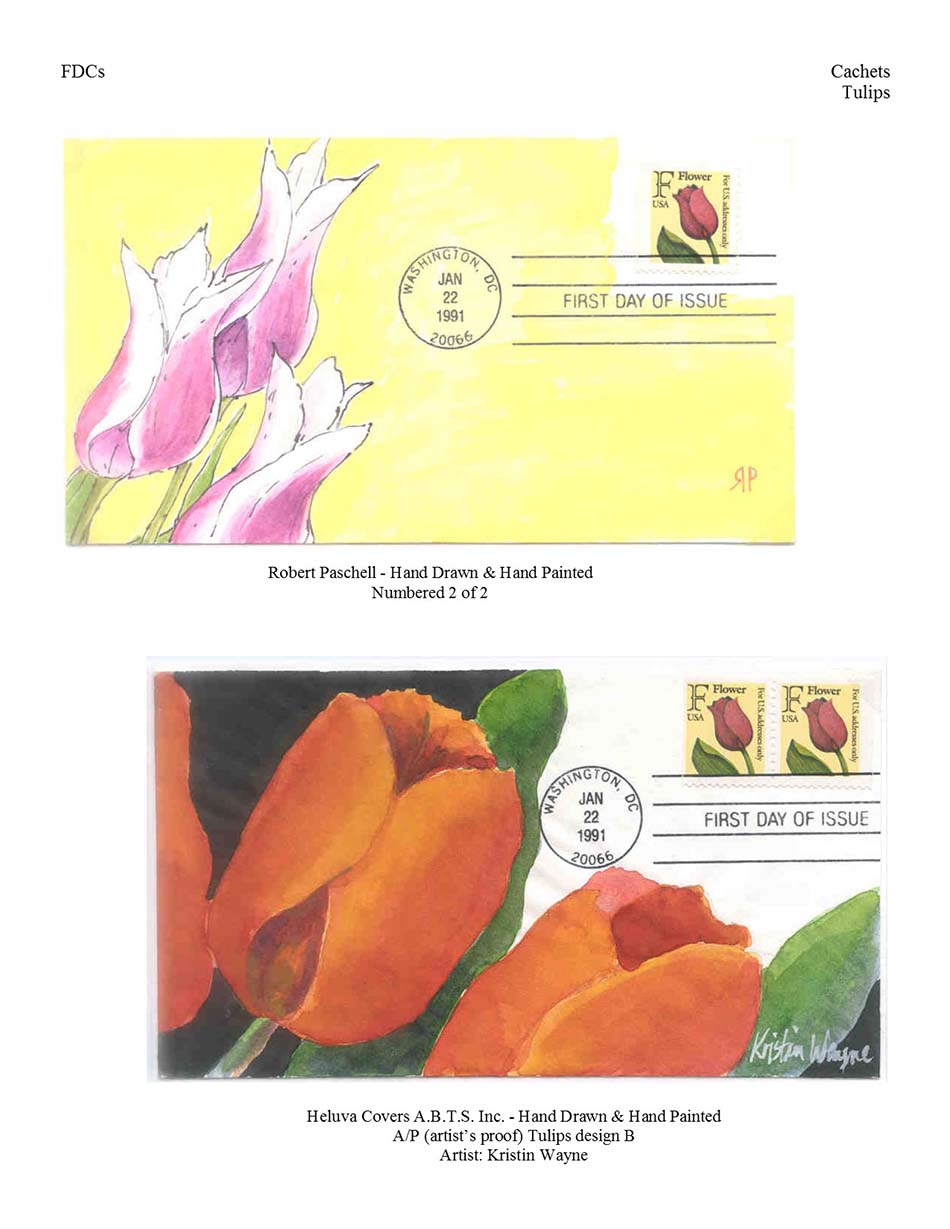 FDCs
Cachets
Tulips
F Flower
USA
For U.S. addresses only
WASHINGTON, DC
JAN
22
1991
20066
FIRST DAY OF ISSUE
RP
Robert Paschell - Hand Drawn & Hand Painted
Numbered 2 of 2
F Flower
USA
For U.S. addresses only
F Flower
USA
For U.S. addresses only
WASHINGTON, DC
JAN
22
1991
20066
FIRST DAY OF ISSUE
Kristin Wayne
Heluva Covers A.B.T.S. Inc. - Hand Drawn & Hand Painted
A/P (artist’s proof) Tulips design B
Artist: Kristin Wayne